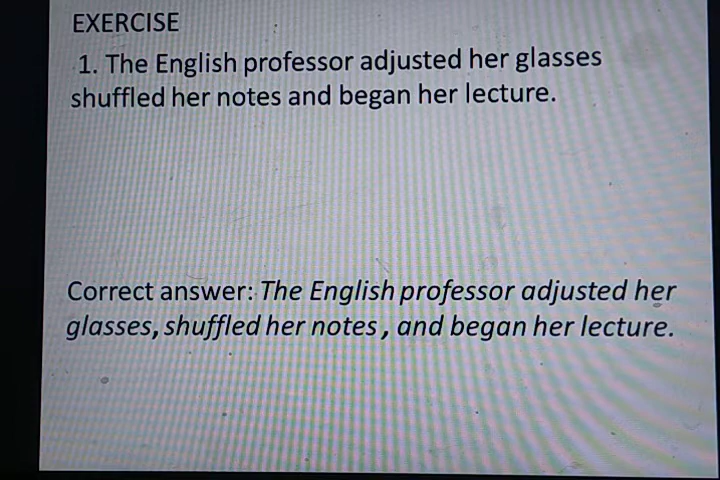 EXERCISE
1. The English professor adjusted her glasses
shuffled her notes and began her lecture.
Correct answer: The English professor adjusted her
glasses, shuffled her notes , and began her lecture.